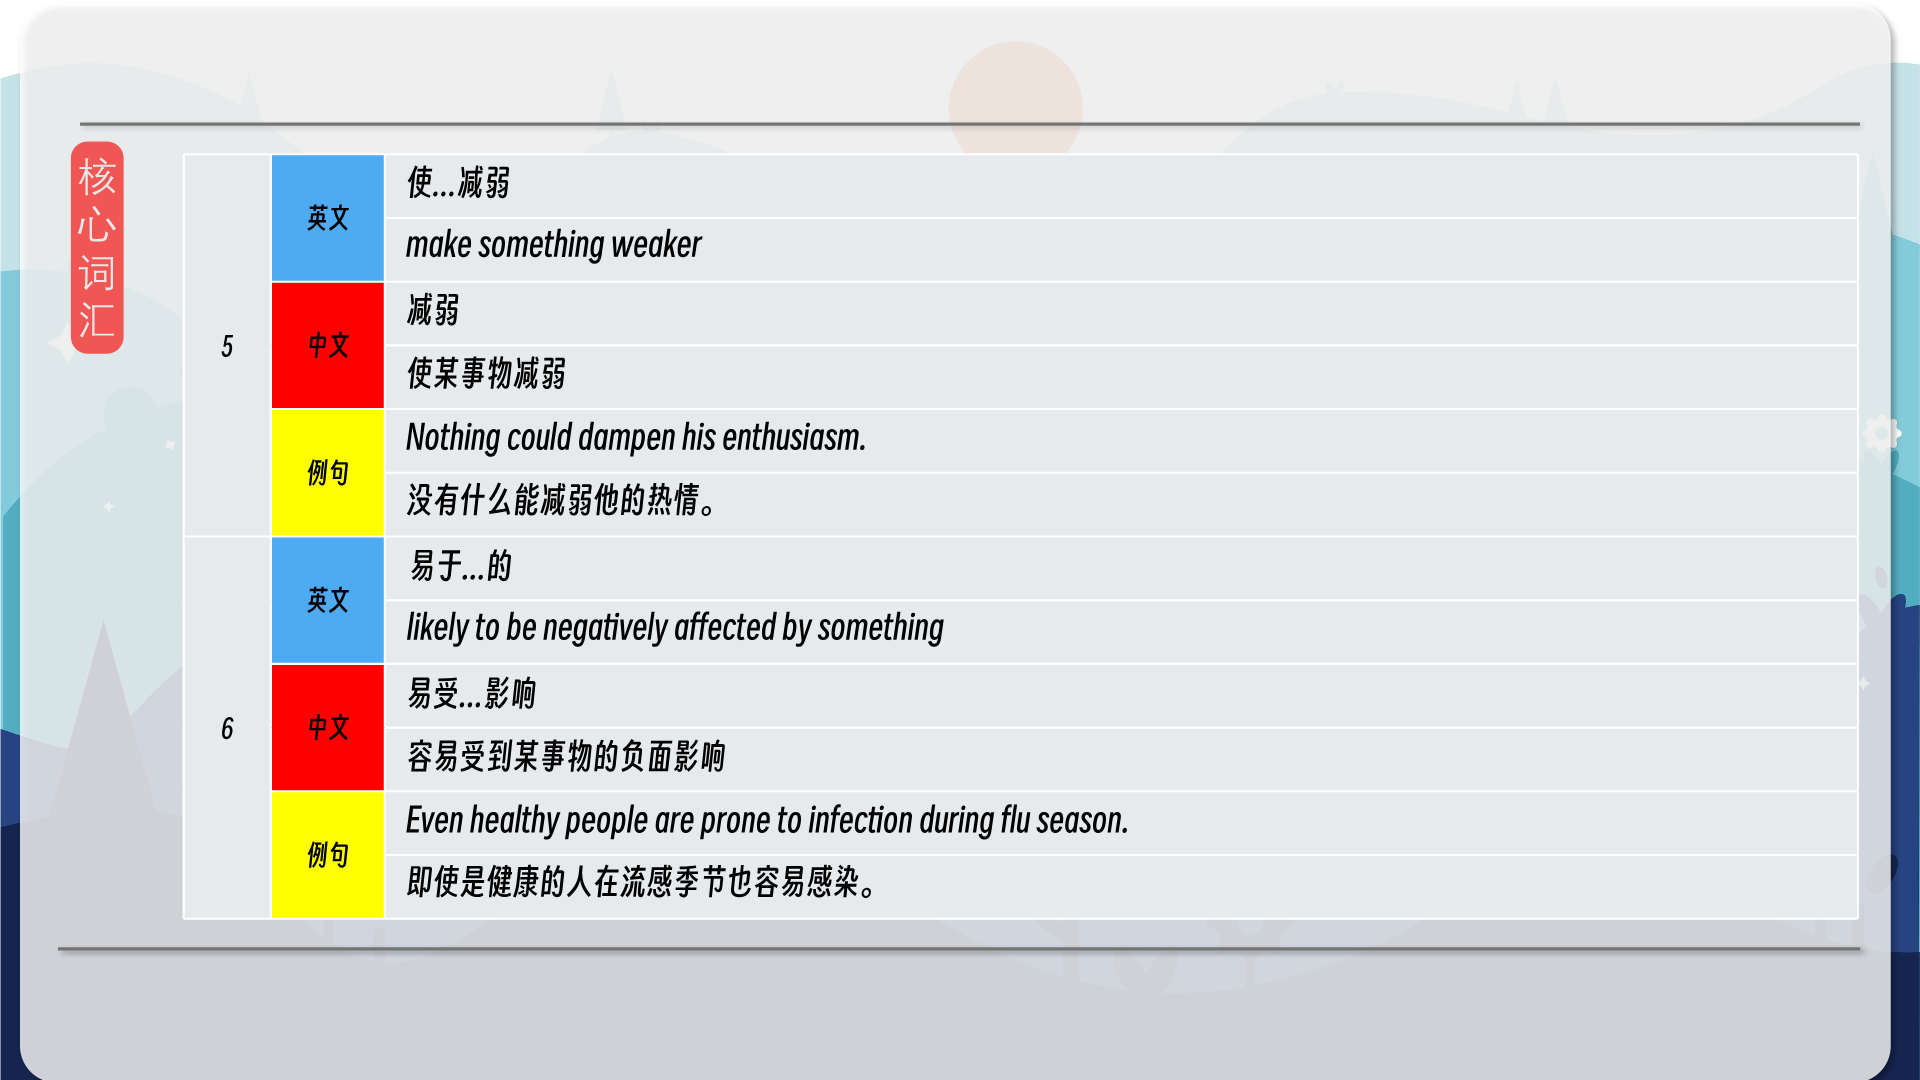 核心词汇
5
英文
使...减弱
make something weaker
中文
减弱
使某事物减弱
例句
Nothing could dampen his enthusiasm.
没有什么能减弱他的热情。
6
英文
易于...的
likely to be negatively affected by something
中文
易受...影响
容易受到某事物的负面影响
例句
Even healthy people are prone to infection during flu season.
即使是健康的人在流感季节也容易感染。